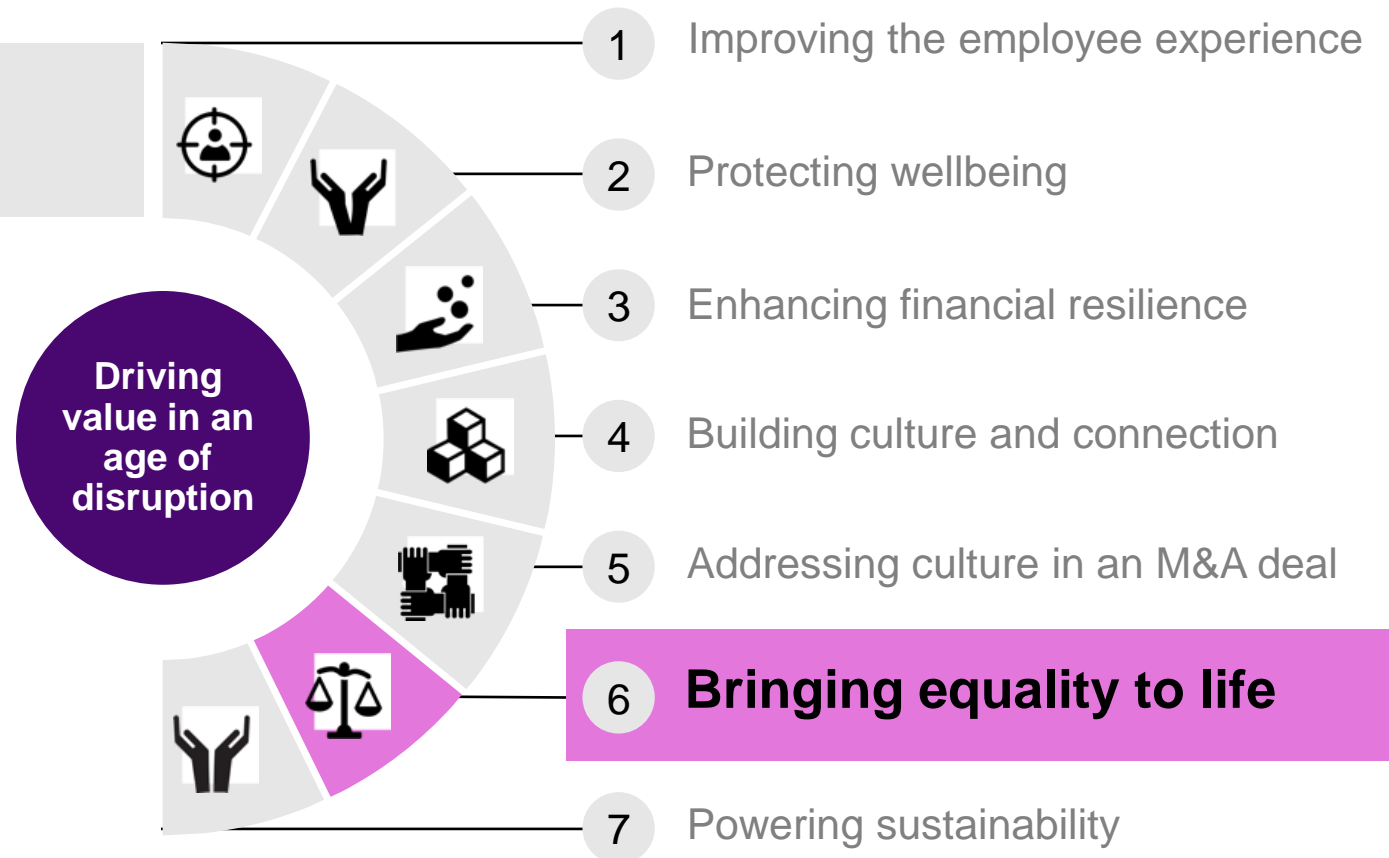 1 Improving the employee experience
2 Protecting wellbeing
3 Enhancing financial resilience
Driving
value in an
age of
disruption
4 Building culture and connection
5 Addressing culture in an M&A deal
6 Bringing equality to life
7 Powering sustainability